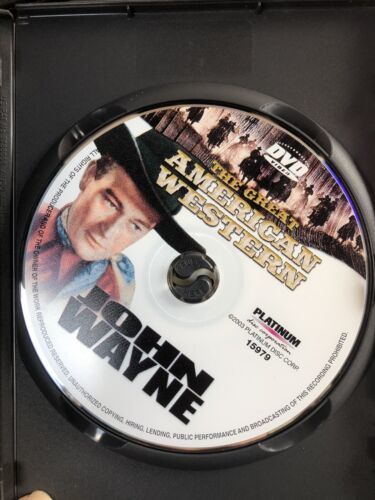 THE GREAT
AMERICAN
WESTERN
DVD
VIDEO
JOHN
WAYNE
PLATINUM
disc corporation
©2003 PLATINUM DISC CORP.
15979
ALL RIGHTS OF THE PRODUCER AND OF THE OWNER OF THE WORK REPRODUCED RESERVED. UNAUTHORIZED COPYING, HIRING, LENDING, PUBLIC PERFORMANCE AND BROADCASTING OF THIS RECORDING PROHIBITED.